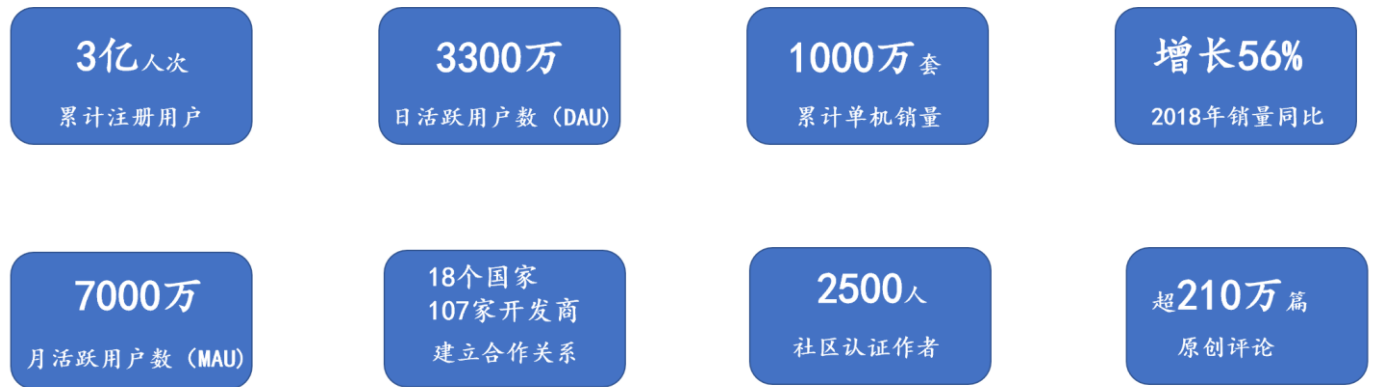 3亿人次
累计注册用户
3300万
日活跃用户数（DAU)
1000万套
累计单机销量
增长56%
2018年销量同比
7000万
月活跃用户数（MAU)
18个国家
107家开发商
建立合作关系
2500人
社区认证作者
超210万篇
原创评论